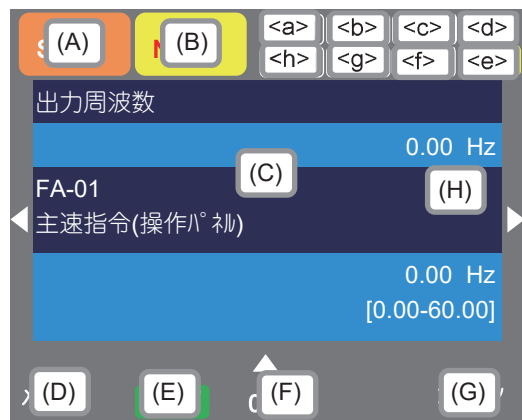 (A) (B) <a> <b> <c> <d>
<h> <g> <f> <e>
出力周波数
0.00 Hz
(C) (H)
FA-01
主速指令(操作ﾊﾟﾈﾙ)
0.00 Hz
[0.00-60.00]
(D) (E) (F) (G)